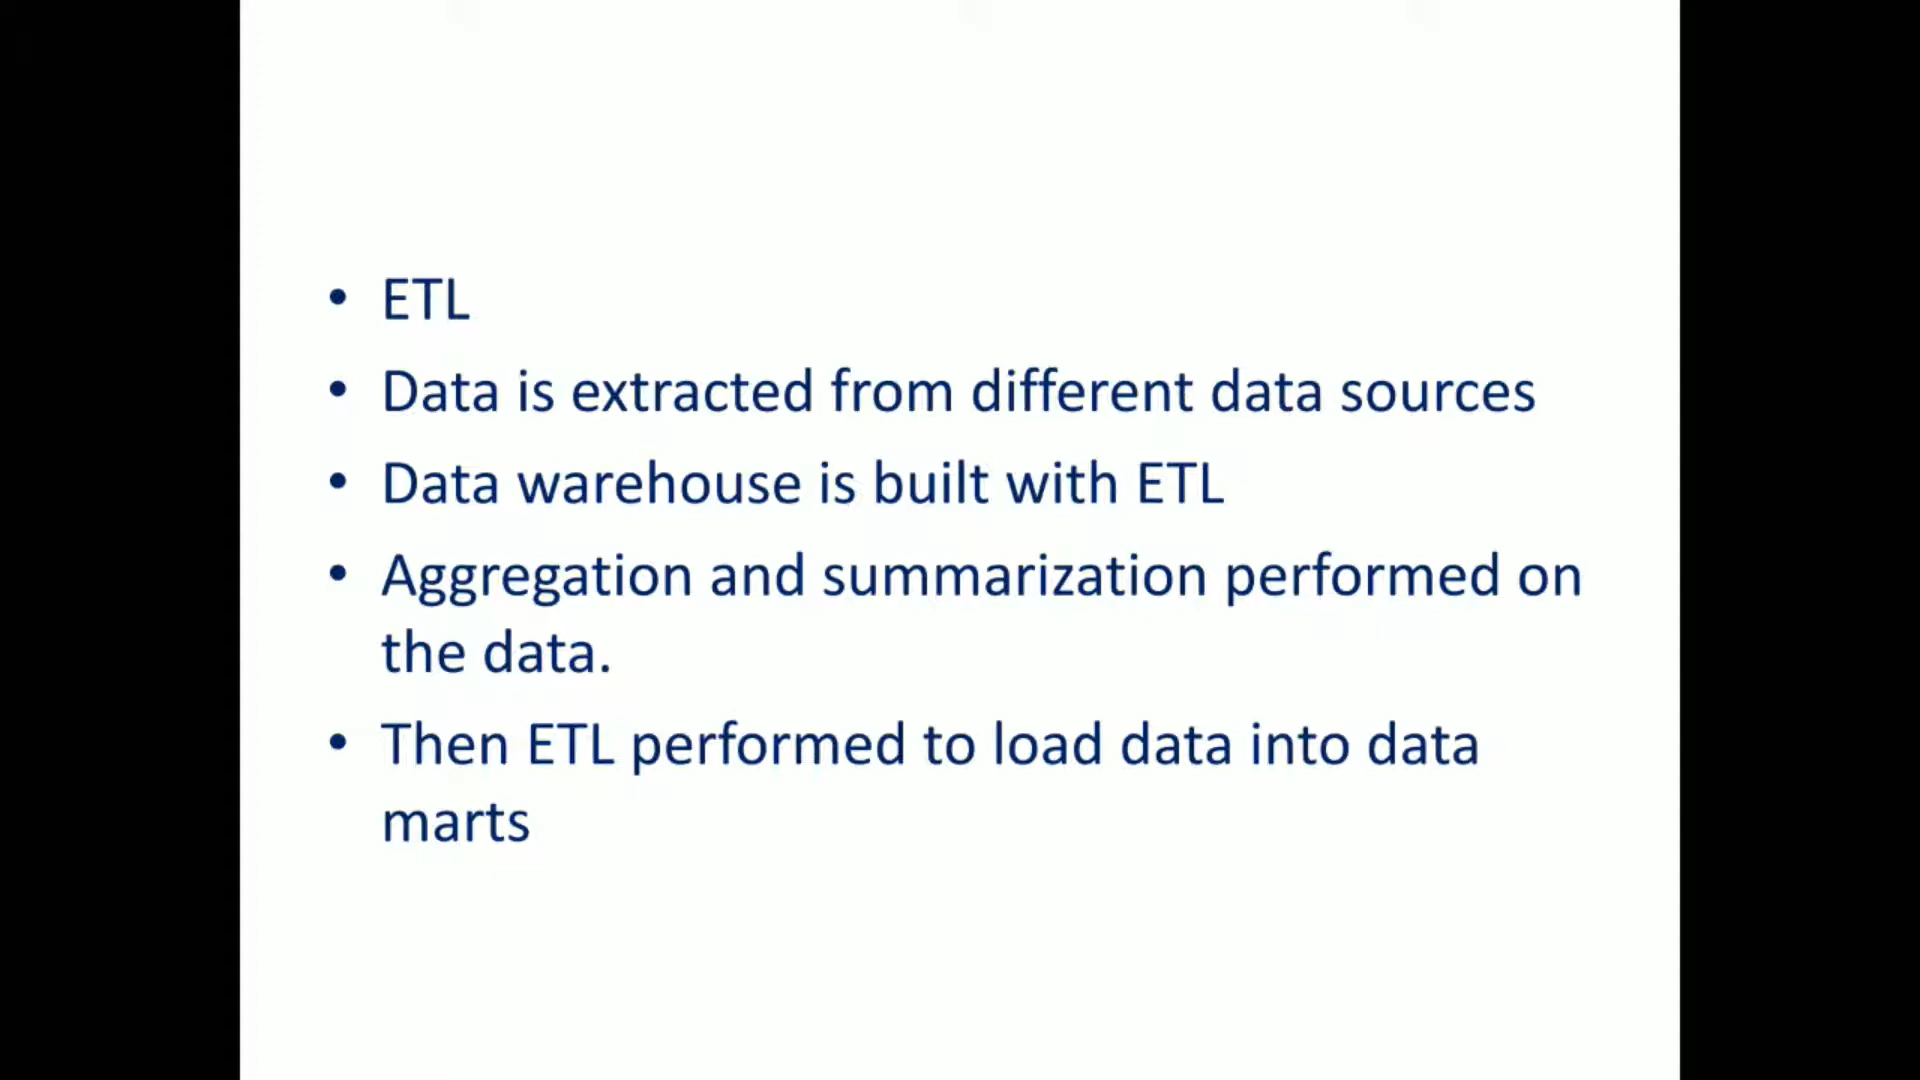 • ETL
• Data is extracted from different data sources
• Data warehouse is built with ETL
• Aggregation and summarization performed on
the data.
• Then ETL performed to load data into data
marts